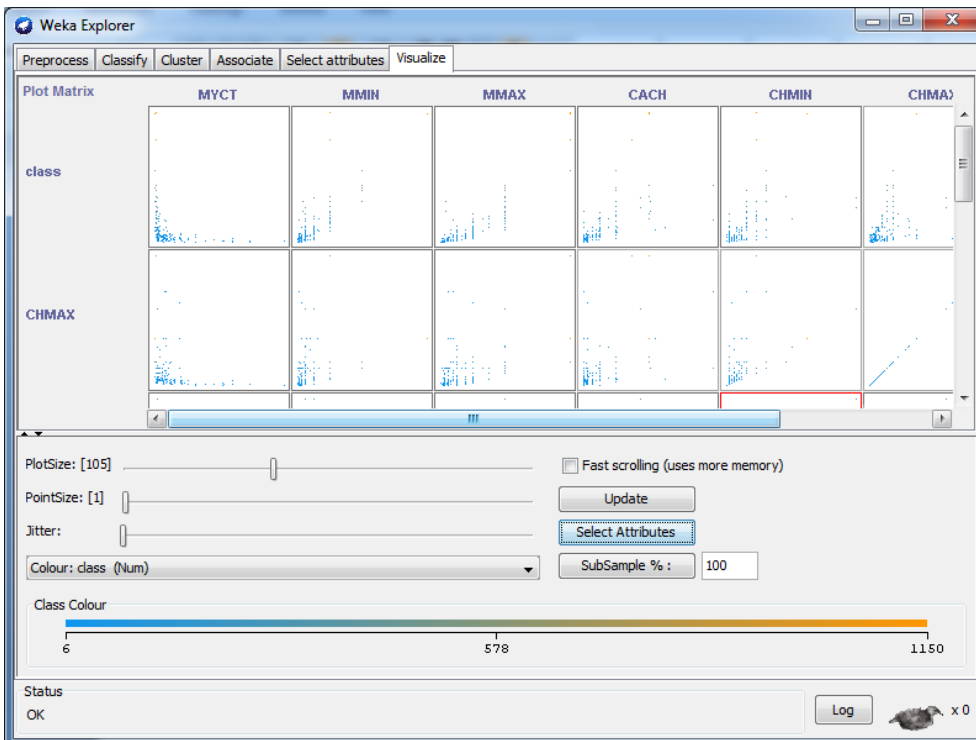 Weka Explorer
Preprocess Classify Cluster Associate Select attributes Visualize
Plot Matrix MYCT MMIN MMAX CACH CHMIN CHMAX
class
CHMAX
PlotSize: [105]
Fast scrolling (uses more memory)
PointSize: [1]
Update
Jitter:
Select Attributes
Colour: class (Num)
SubSample % : 100
Class Colour
6 578 1150
Status
OK
Log
x 0